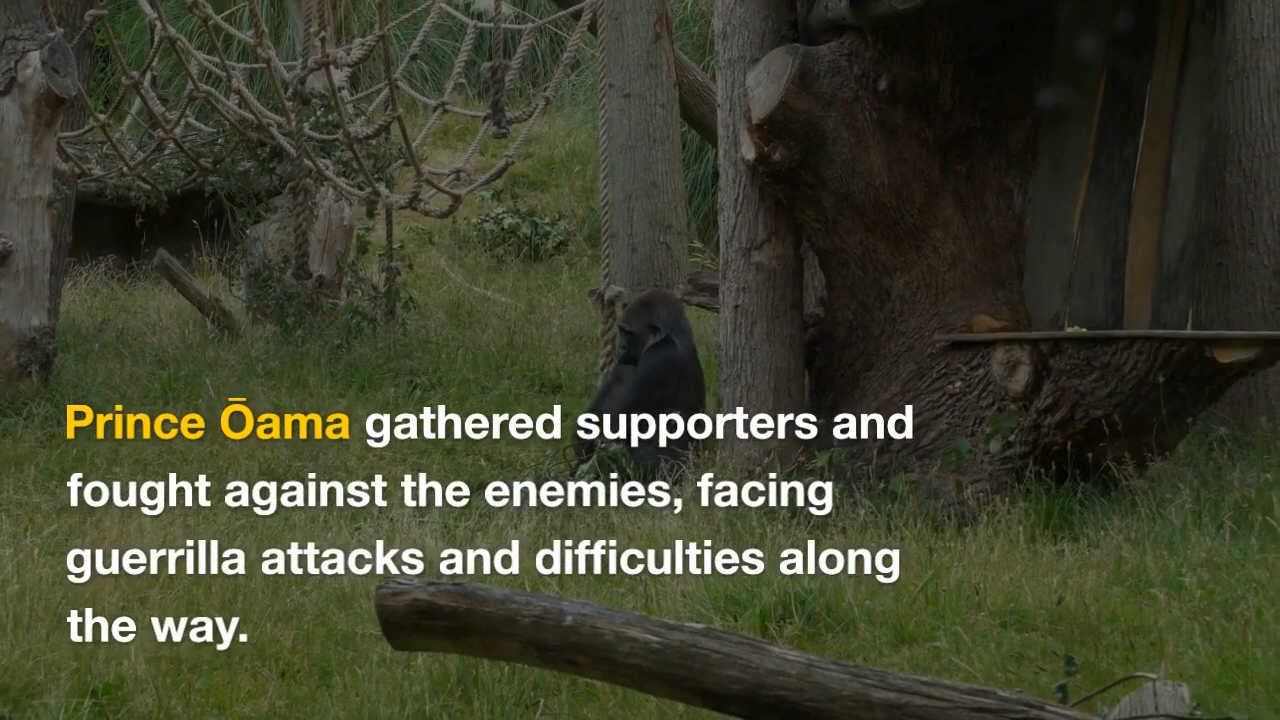 Prince Ōama gathered supporters and
fought against the enemies, facing
guerrilla attacks and difficulties along
the way.